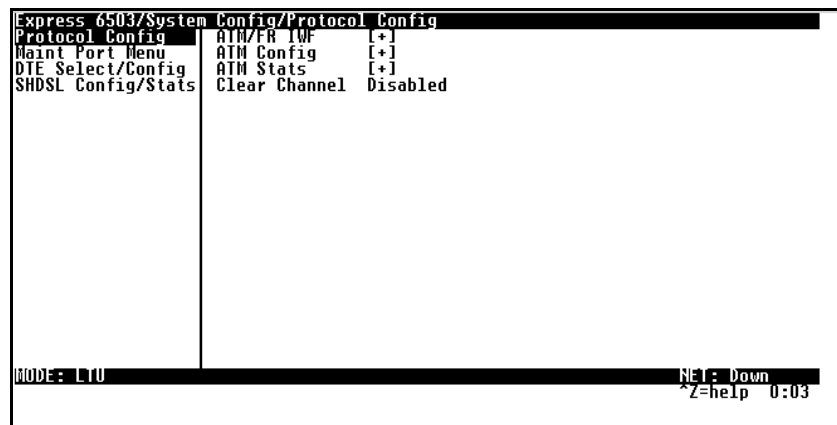 Express 6503/System Config/Protocol Config
Protocol Config ATM/FR IWF [+]
Maint Port Menu ATM Config [+]
DTE Select/Config ATM Stats [+]
SHDSL Config/Stats Clear Channel Disabled
MODE: LTU NET: Down
^Z=help 0:03